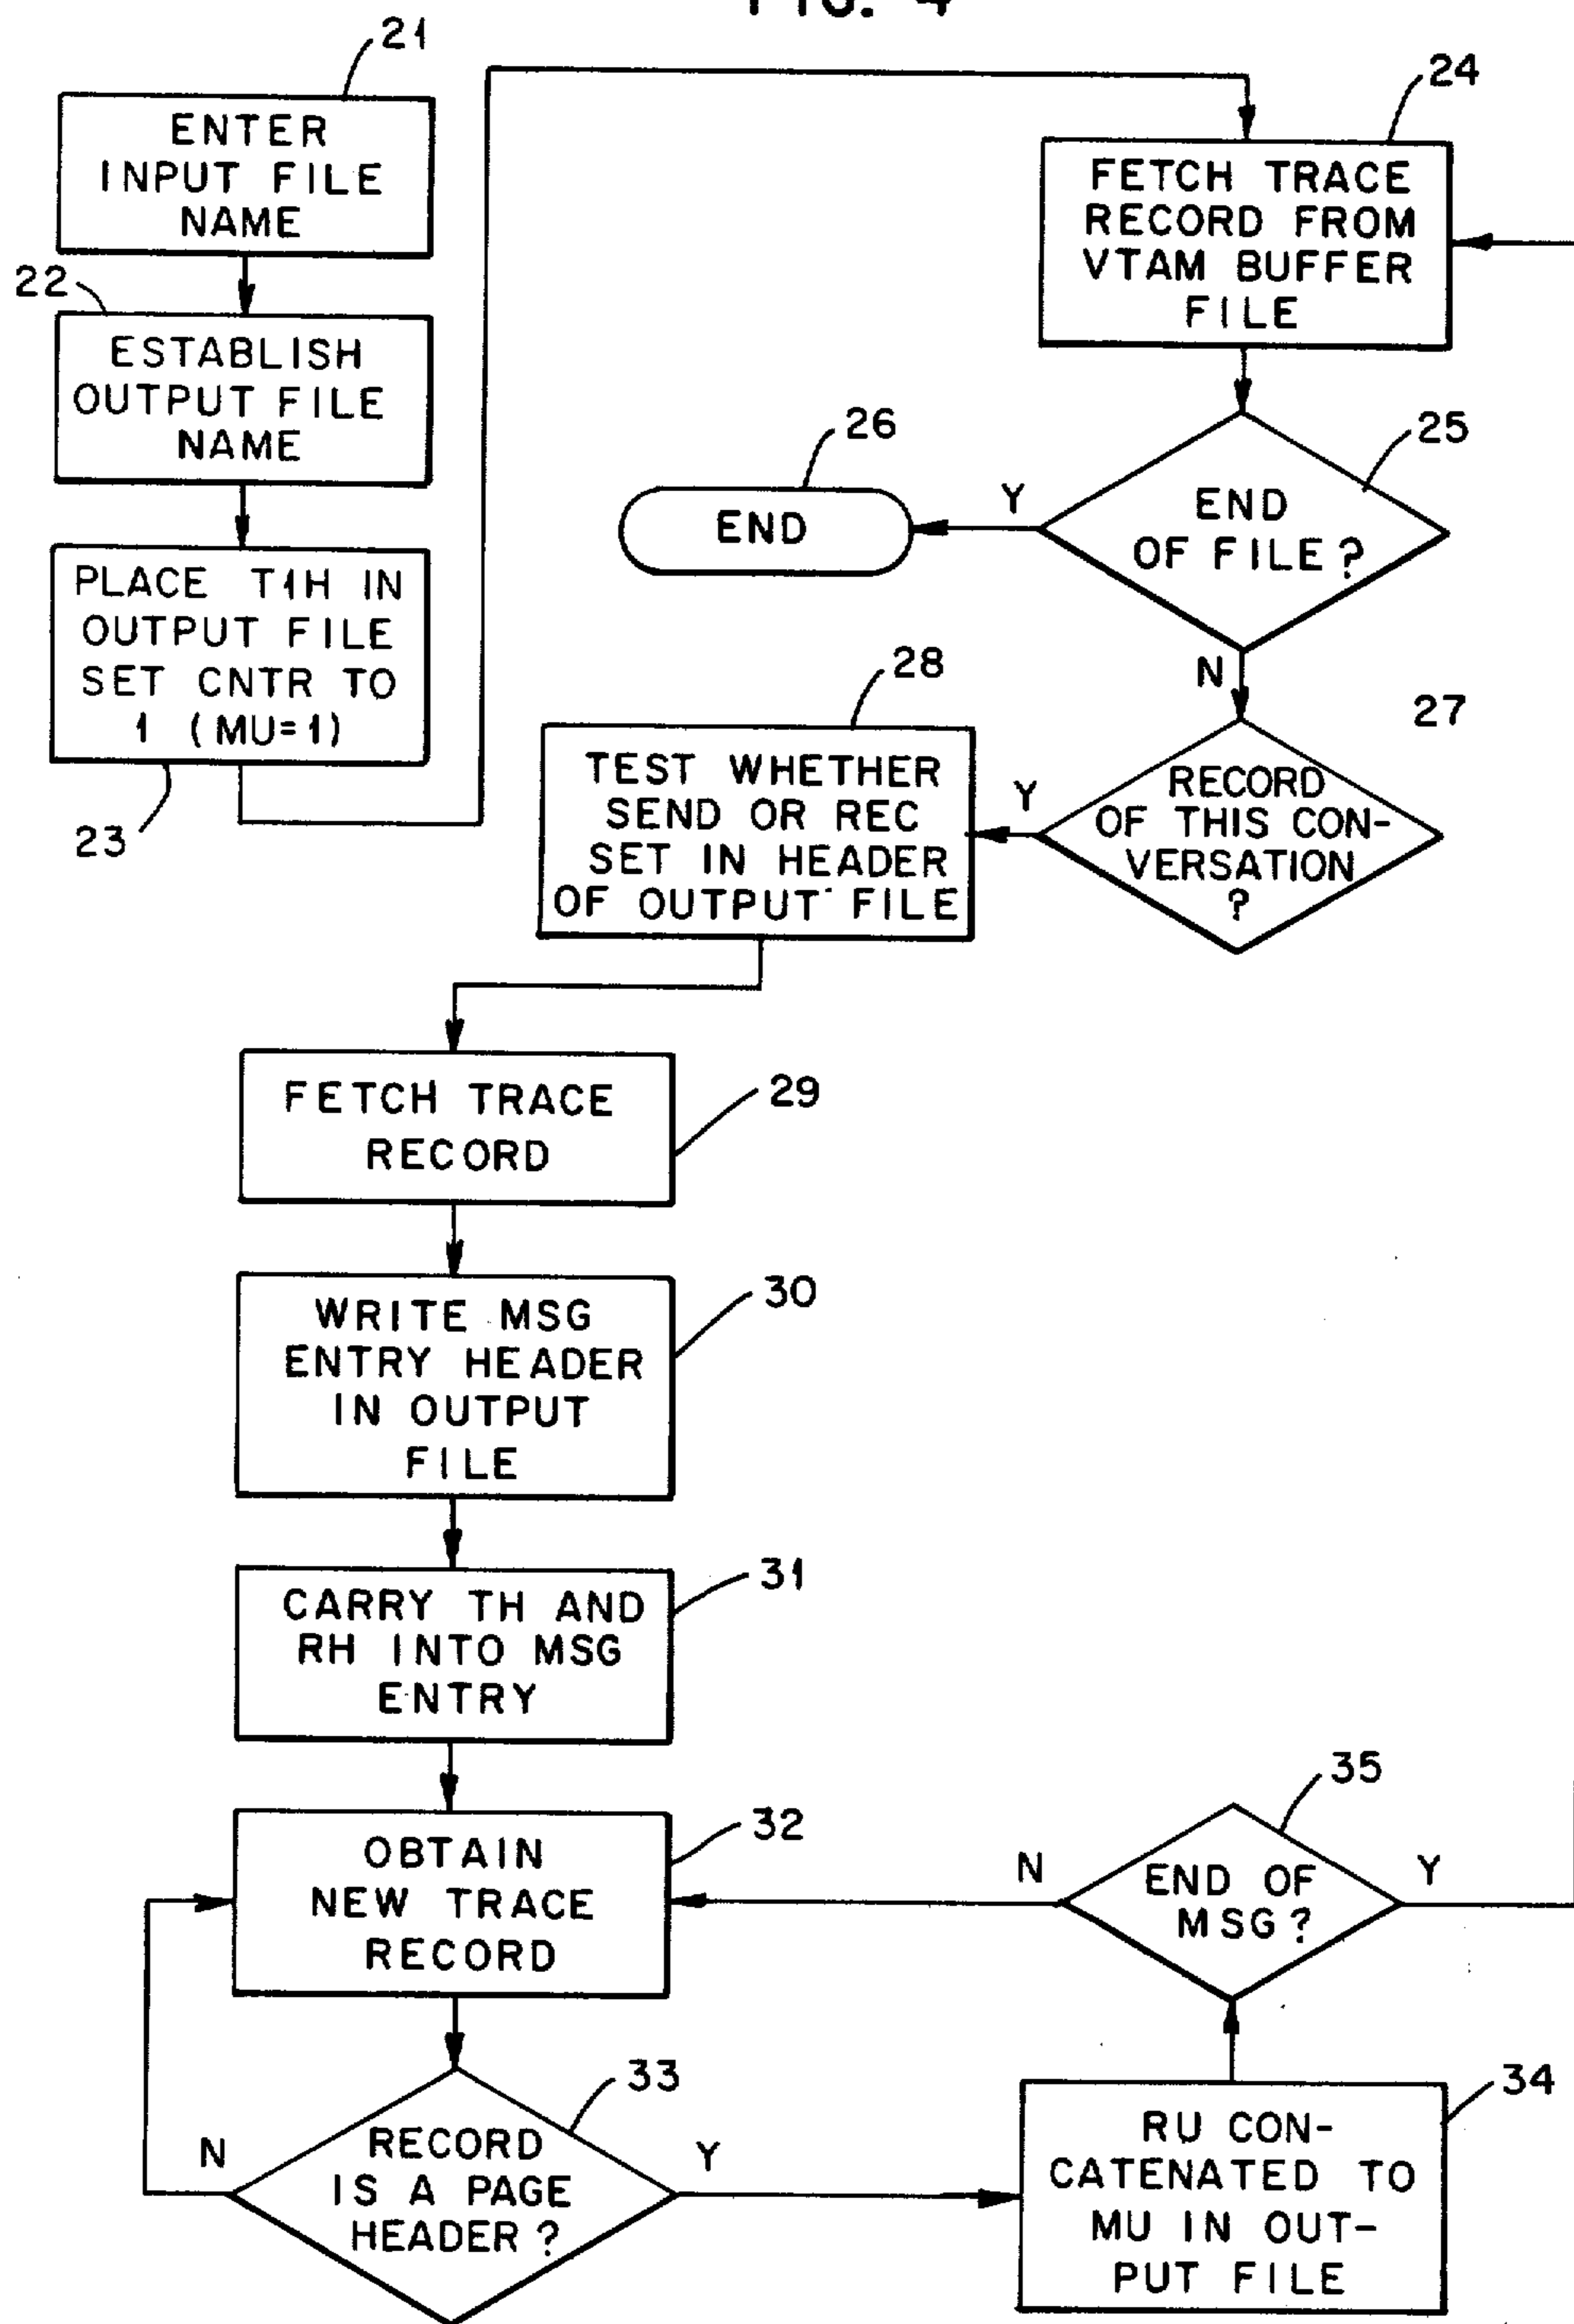 FIG. 4
21
ENTER
INPUT FILE
NAME
22
ESTABLISH
OUTPUT FILE
NAME
PLACE T1H IN
OUTPUT FILE
SET CNTR TO
1 (MU=1)
23
24
FETCH TRACE
RECORD FROM
VTAM BUFFER
FILE
25
END
OF FILE?
Y
26
END
N
27
RECORD
OF THIS CON-
VERSATION
?
Y
28
TEST WHETHER
SEND OR REC
SET IN HEADER
OF OUTPUT FILE
29
FETCH TRACE
RECORD
30
WRITE MSG
ENTRY HEADER
IN OUTPUT
FILE
31
CARRY TH AND
RH INTO MSG
ENTRY
32
OBTAIN
NEW TRACE
RECORD
33
RECORD
IS A PAGE
HEADER?
N
Y
34
RU CON-
CATENATED TO
MU IN OUT-
PUT FILE
35
END OF
MSG?
N
Y